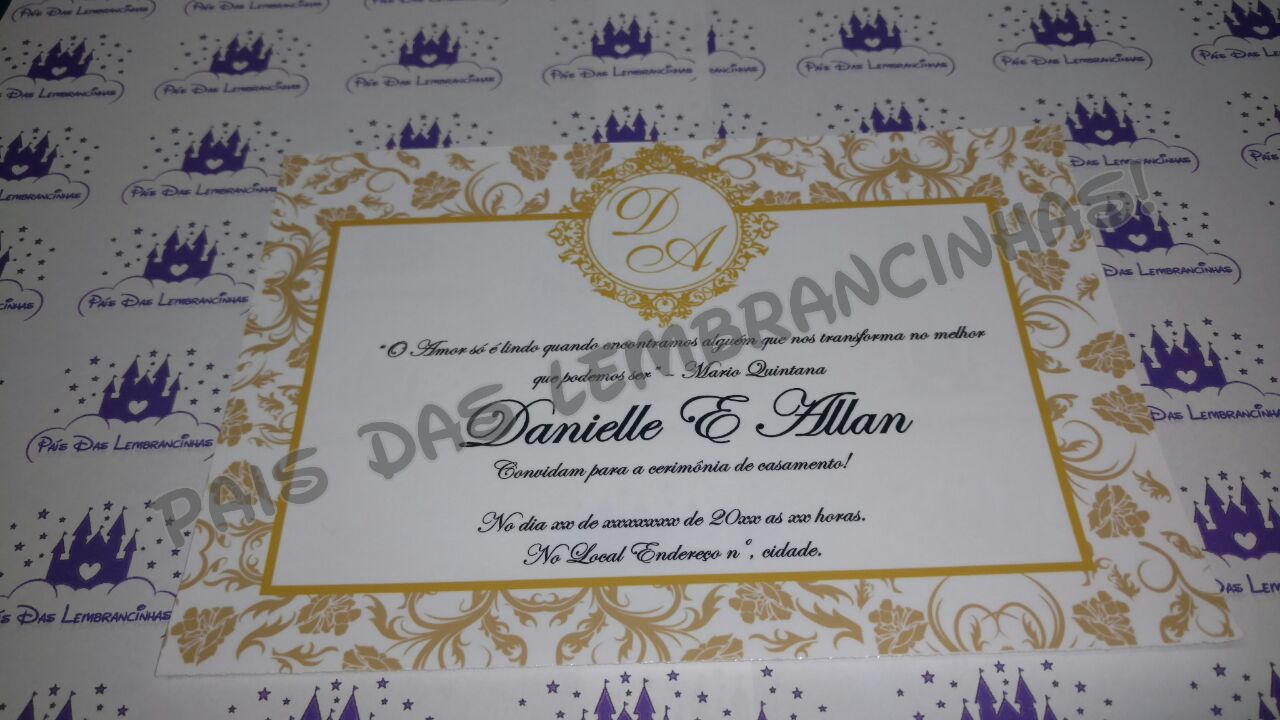 D
A
"O Amor só é lindo quando encontramos alguém que nos transforma no melhor
que podemos ser" - Mario Quintana
Danielle E Allan
Convidam para a cerimônia de casamento!
No dia xx de xxxxxxxx de 20xx as xx horas.
No Local Endereço nº, cidade.
PAIS DAS LEMBRANCINHAS!
País Das Lembrancinhas